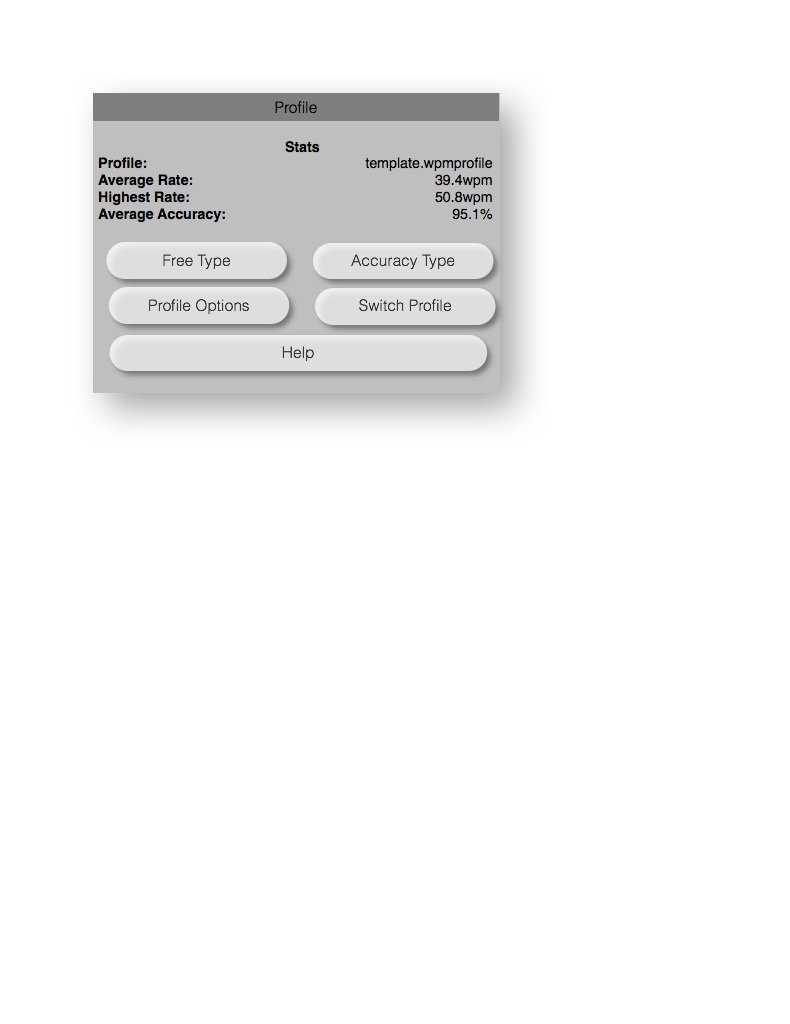 Profile
Stats
Profile: template.wpmprofile
Average Rate: 39.4wpm
Highest Rate: 50.8wpm
Average Accuracy: 95.1%
Free Type Accuracy Type
Profile Options Switch Profile
Help